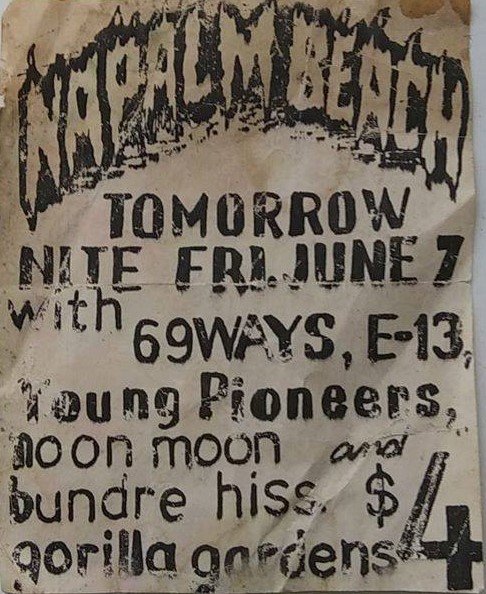 NAPALM BEACH
TOMORROW
NITE FRI. JUNE 7
with 69WAYS, E-13,
Young Pioneers,
noon moon and
bundre hiss. $4
gorilla gardens